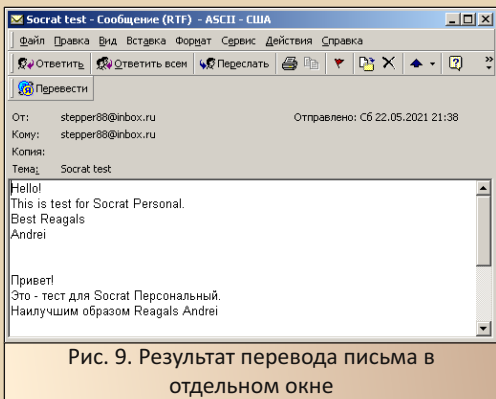 Socrat test - Сообщение (RTF) - ASCII - США
Файл Правка Вид Вставка Формат Сервис Действия Справка
Ответить Ответить всем Переслать
Перевести
От: stepper88@inbox.ru Отправлено: Сб 22.05.2021 21:38
Кому: stepper88@inbox.ru
Копия:
Тема: Socrat test
Hello!
This is test for Socrat Personal.
Best Reagals
Andrei
Привет!
Это - тест для Socrat Персональный.
Наилучшим образом Reagals Andrei
Рис. 9. Результат перевода письма в
отдельном окне